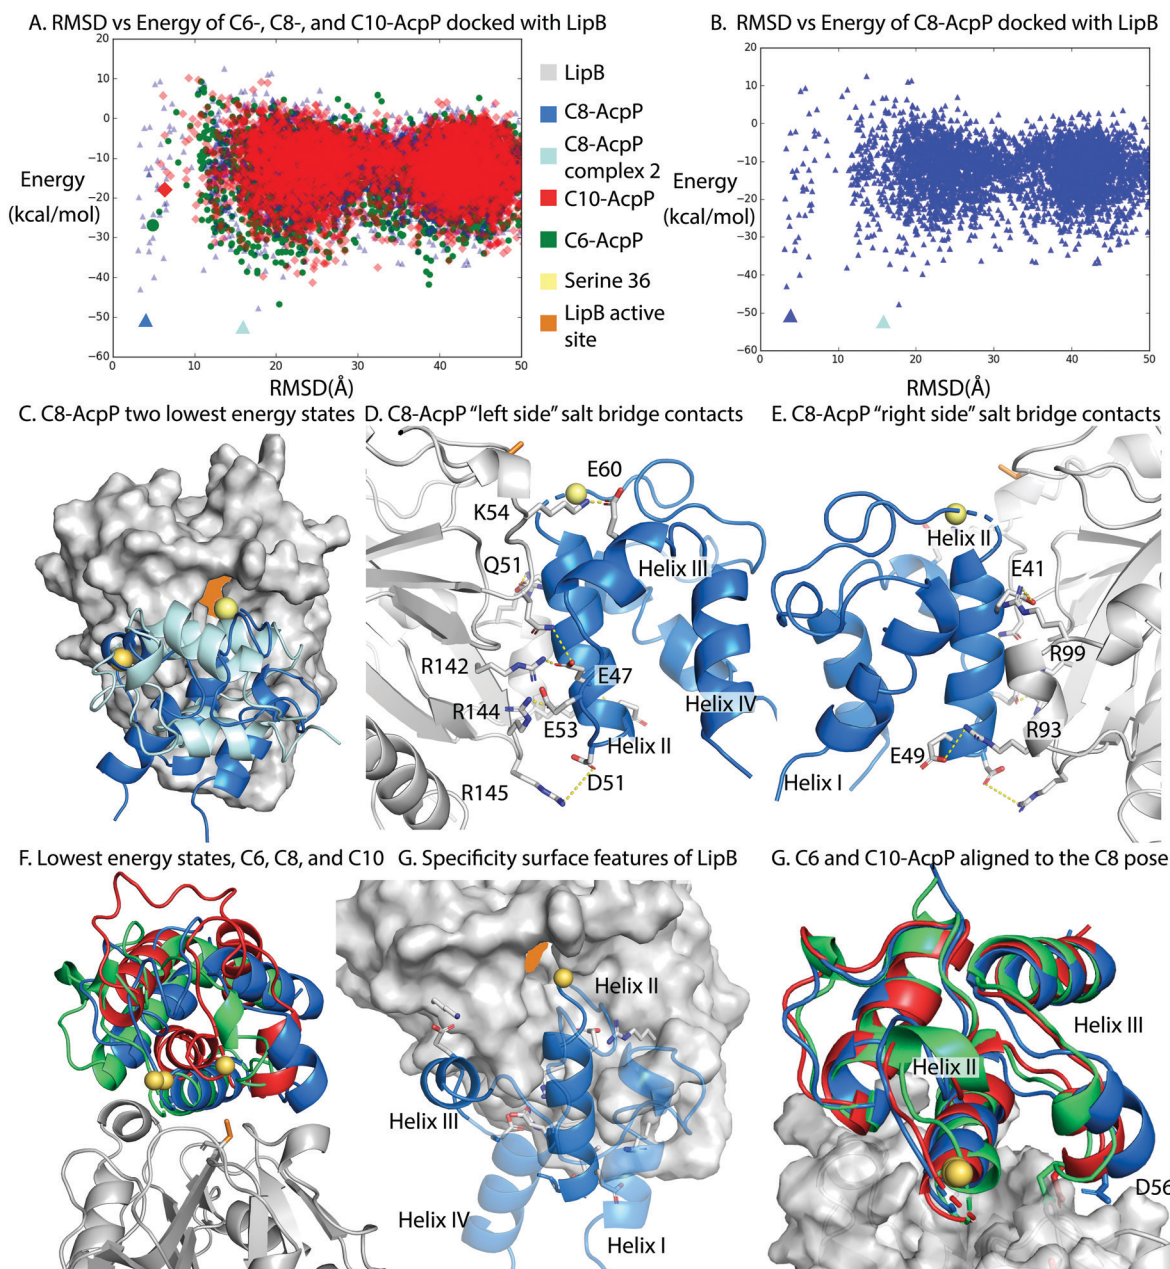 A. RMSD vs Energy of C6-, C8-, and C10-AcpP docked with LipB
B. RMSD vs Energy of C8-AcpP docked with LipB
20
10
0
−10
−20
−30
−40
−50
−60
Energy
(kcal/mol)
0
10
20
30
40
50
RMSD(Å)
LipB
C8-AcpP
C8-AcpP
complex 2
C10-AcpP
C6-AcpP
Serine 36
LipB active
site
20
10
0
−10
−20
−30
−40
−50
−60
Energy
(kcal/mol)
0
10
20
30
40
50
RMSD(Å)
C. C8-AcpP two lowest energy states
D. C8-AcpP “left side” salt bridge contacts
E. C8-AcpP “right side” salt bridge contacts
E60
K54
Q51
Helix III
R142
E47
R144
E53
Helix IV
Helix II
D51
R145
Helix II
E41
R99
R93
E49
Helix I
F. Lowest energy states, C6, C8, and C10
G. Specificity surface features of LipB
G. C6 and C10-AcpP aligned to the C8 pose
Helix II
Helix III
Helix IV
Helix I
Helix III
Helix II
D56